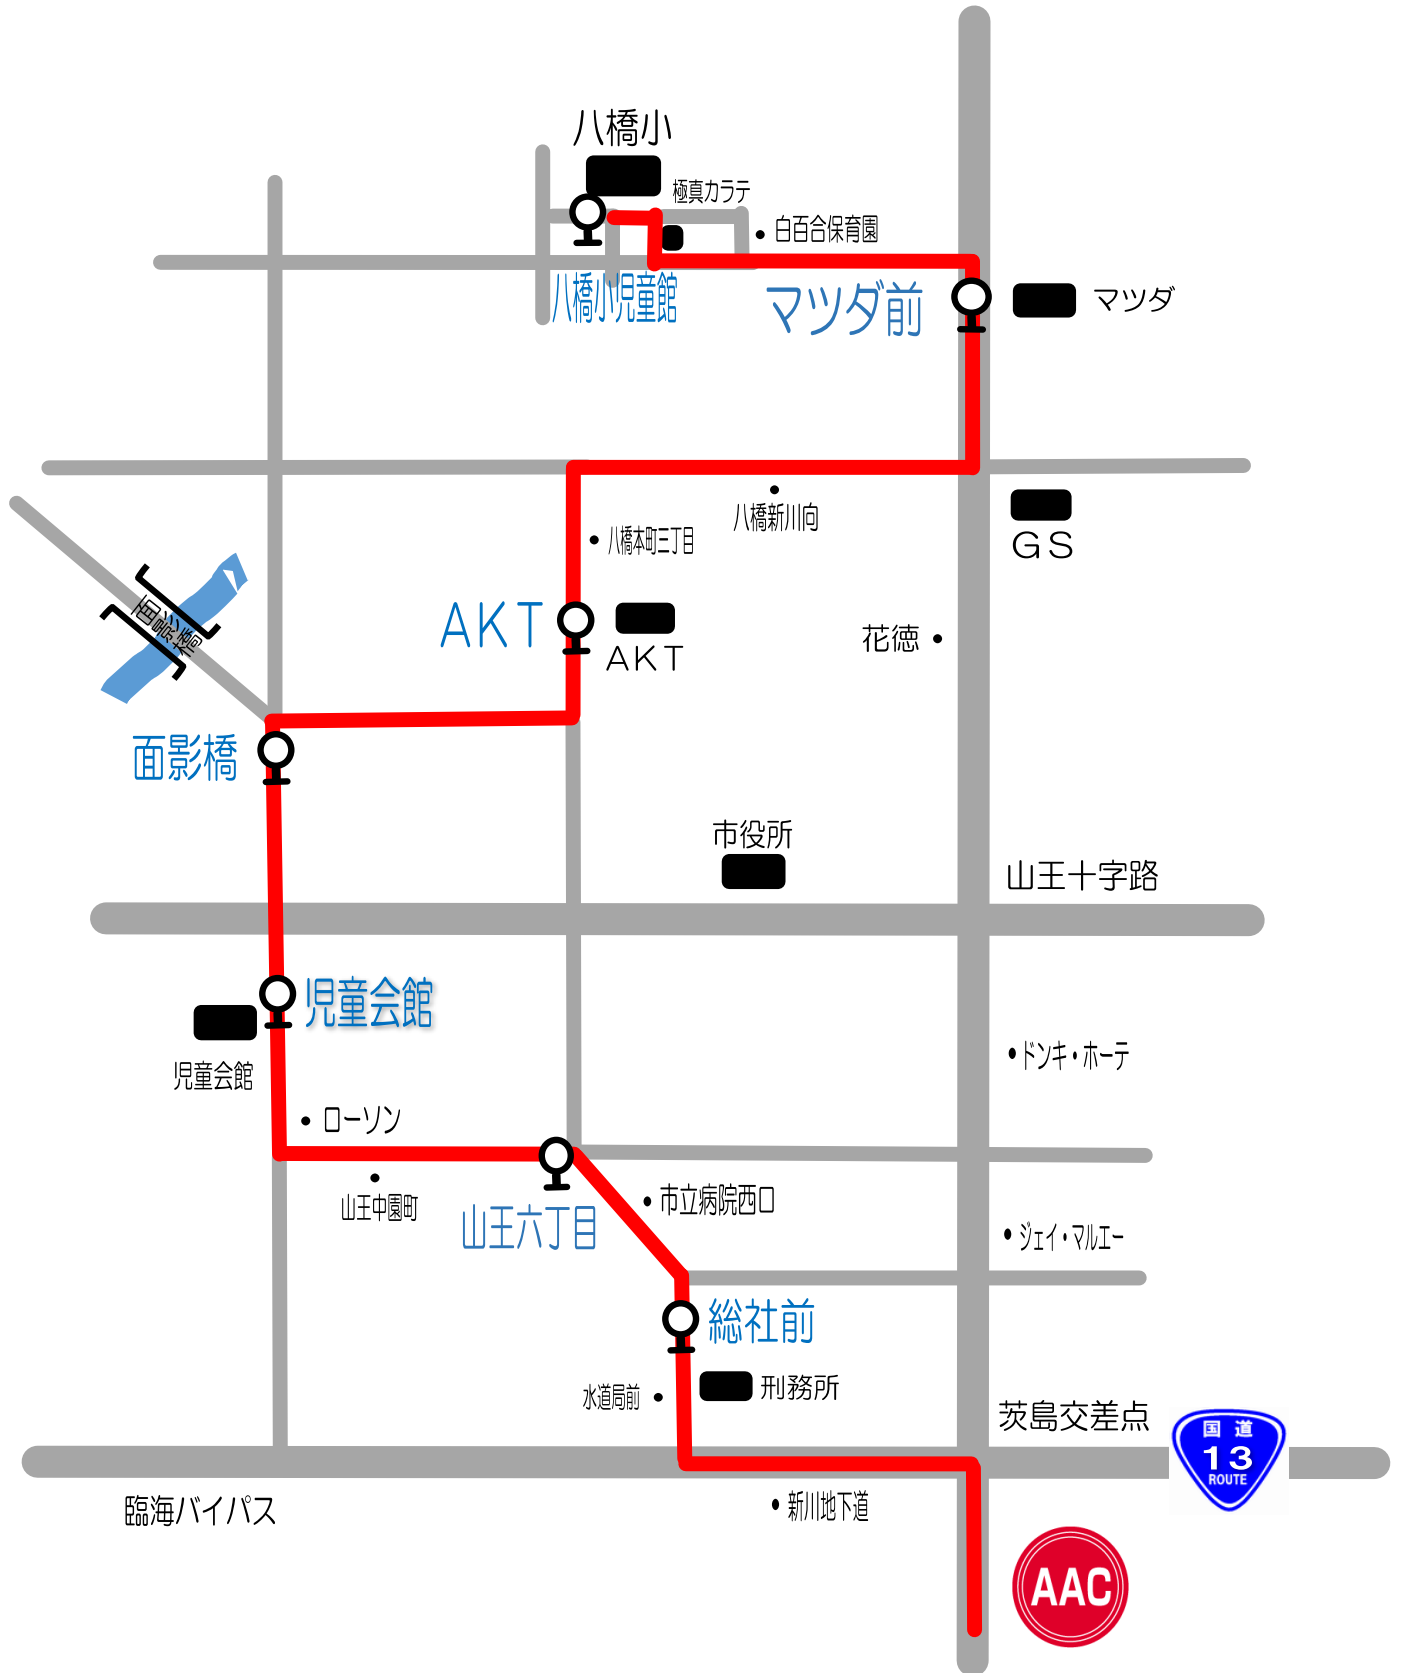 八橋小
極真カラテ
白百合保育園
八橋小児童館
マツダ前
マツダ
八橋新川向
八橋本町三丁目
GS
AKT
AKT
花徳
面影橋
面影橋
市役所
山王十字路
児童会館
児童会館
ドンキ・ホーテ
ローソン
山王中園町
市立病院西口
山王六丁目
ジェイ・マルエー
総社前
水道局前
刑務所
茨島交差点
国道
13
ROUTE
臨海バイパス
新川地下道
AAC